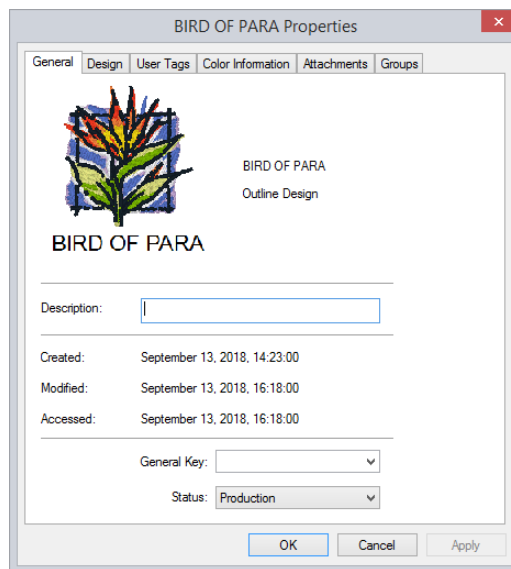 BIRD OF PARA Properties
General Design User Tags Color Information Attachments Groups
BIRD OF PARA
Outline Design
BIRD OF PARA
Description:
Created: September 13, 2018, 14:23:00
Modified: September 13, 2018, 16:18:00
Accessed: September 13, 2018, 16:18:00
General Key:
Status: Production
OK Cancel Apply